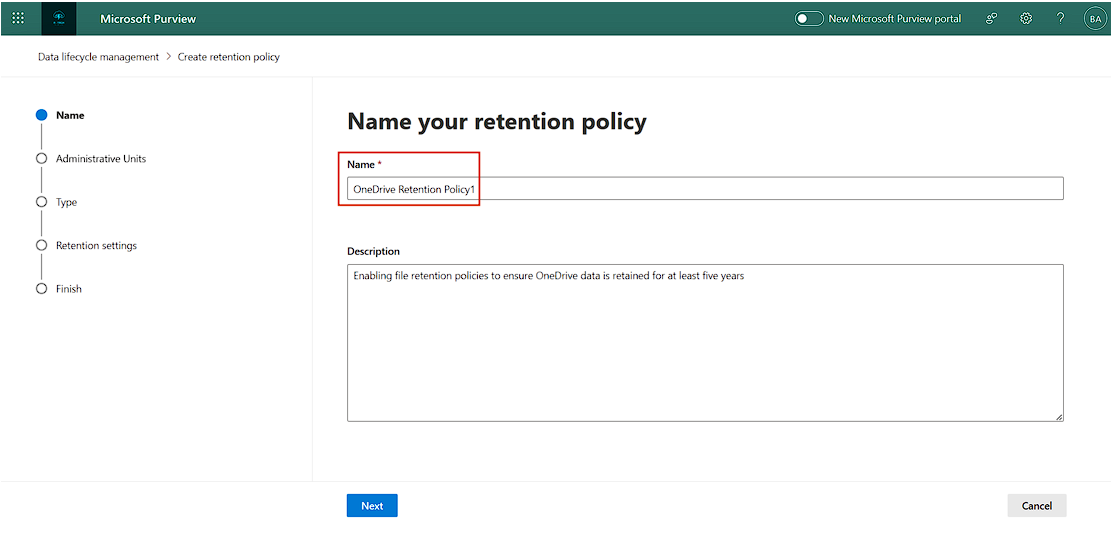 Microsoft Purview
New Microsoft Purview portal
?
BA
Data lifecycle management > Create retention policy
Name
Administrative Units
Type
Retention settings
Finish
Name your retention policy
Name *
OneDrive Retention Policy1
Description
Enabling file retention policies to ensure OneDrive data is retained for at least five years
Next
Cancel